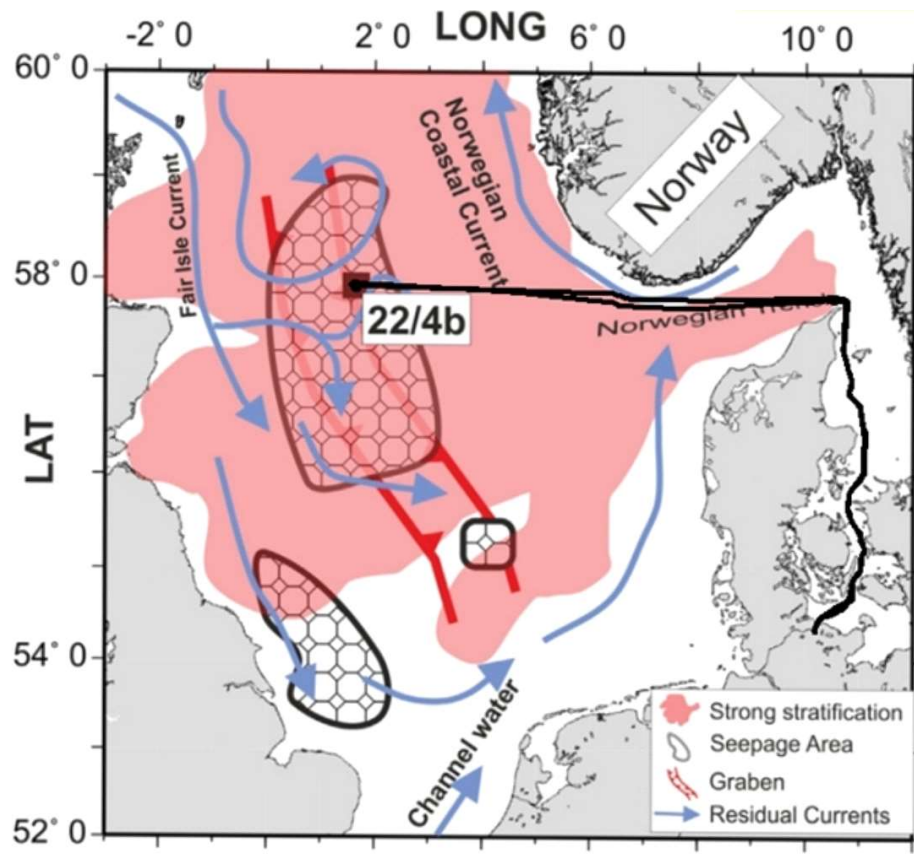 LONG
-2° 0
2° 0
6° 0
10° 0
60° 0
58° 0
54° 0
52° 0
LAT
Fair Isle Current
Norwegian
Coastal Current
Norway
22/4b
Norwegian Trench
Channel water
Strong stratification
Seepage Area
Graben
Residual Currents